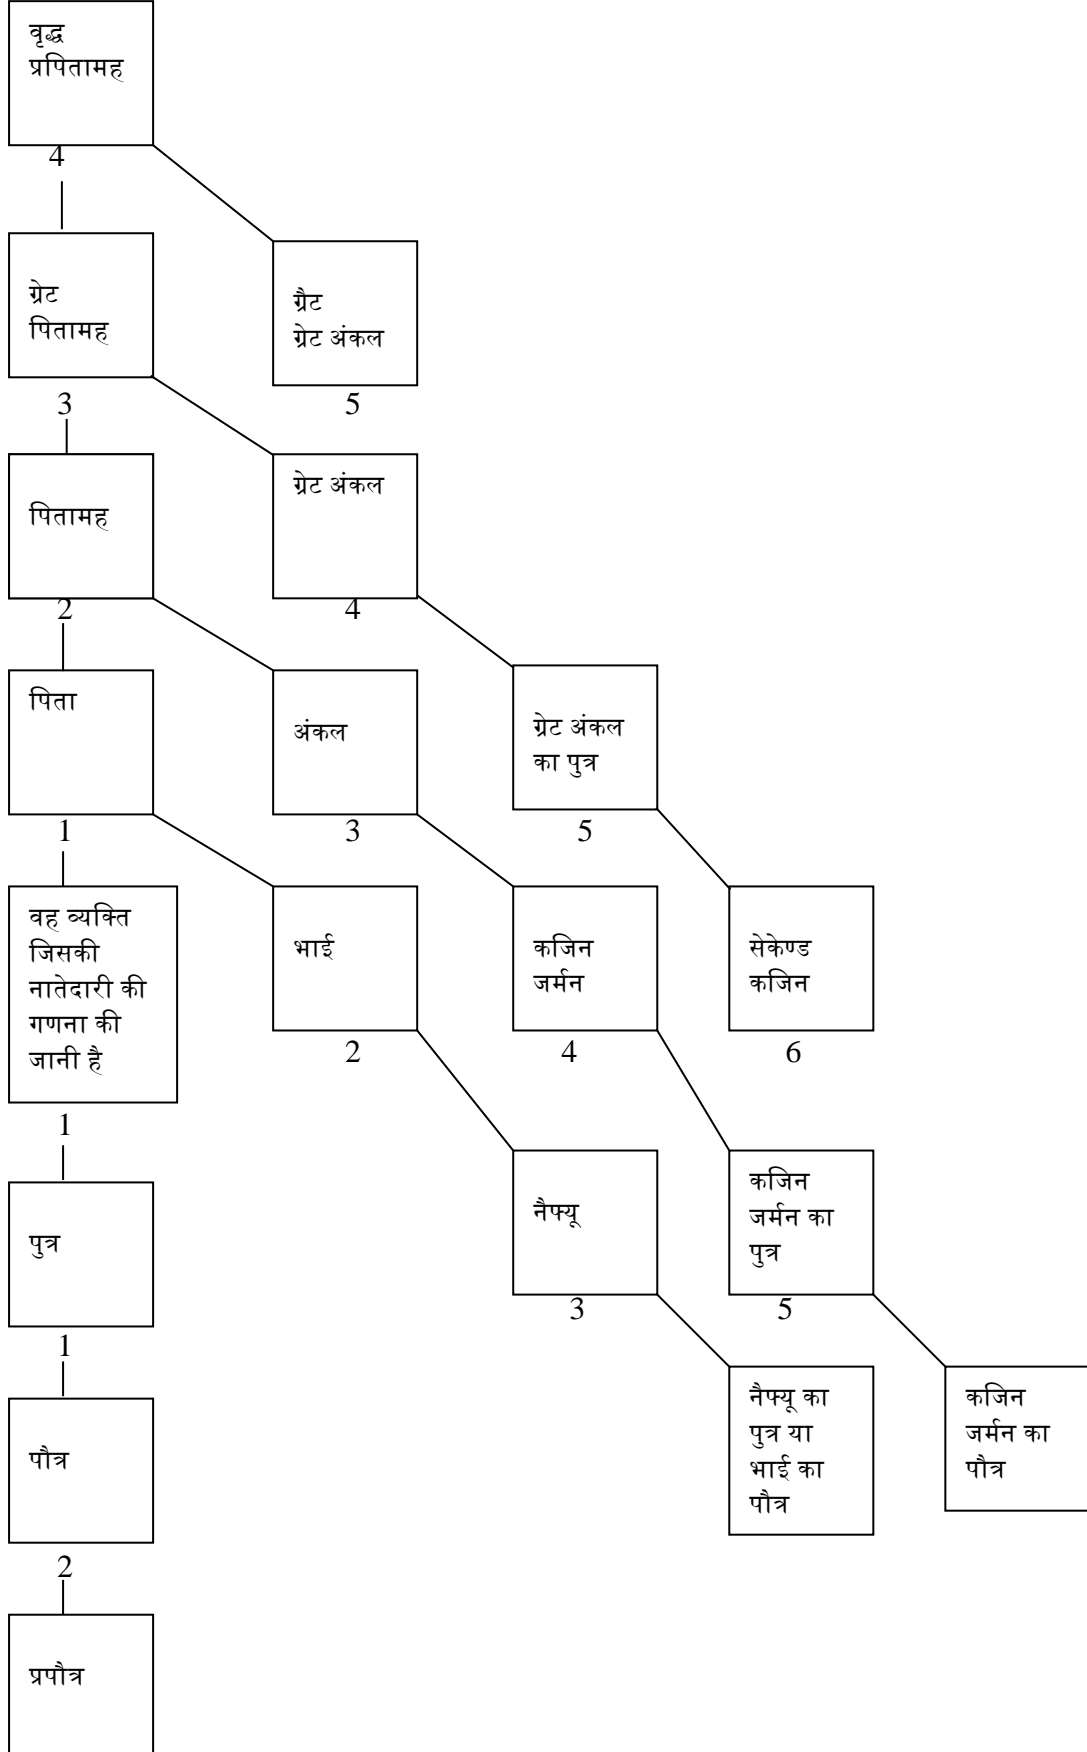 वृद्ध
प्रपितामह
4
ग्रेट
पितामह
ग्रैट
ग्रेट अंकल
3
5
पितामह
ग्रेट अंकल
2
4
पिता
अंकल
ग्रेट अंकल
का पुत्र
1
3
5
वह व्यक्ति
जिसकी
नातेदारी की
गणना की
जानी है
भाई
कजिन
जर्मन
सेकेण्ड
कजिन
2
4
6
1
पुत्र
नैफ्यू
कजिन
जर्मन का
पुत्र
3
5
1
पौत्र
नैफ्यू का
पुत्र या
भाई का
पौत्र
कजिन
जर्मन का
पौत्र
2
प्रपौत्र